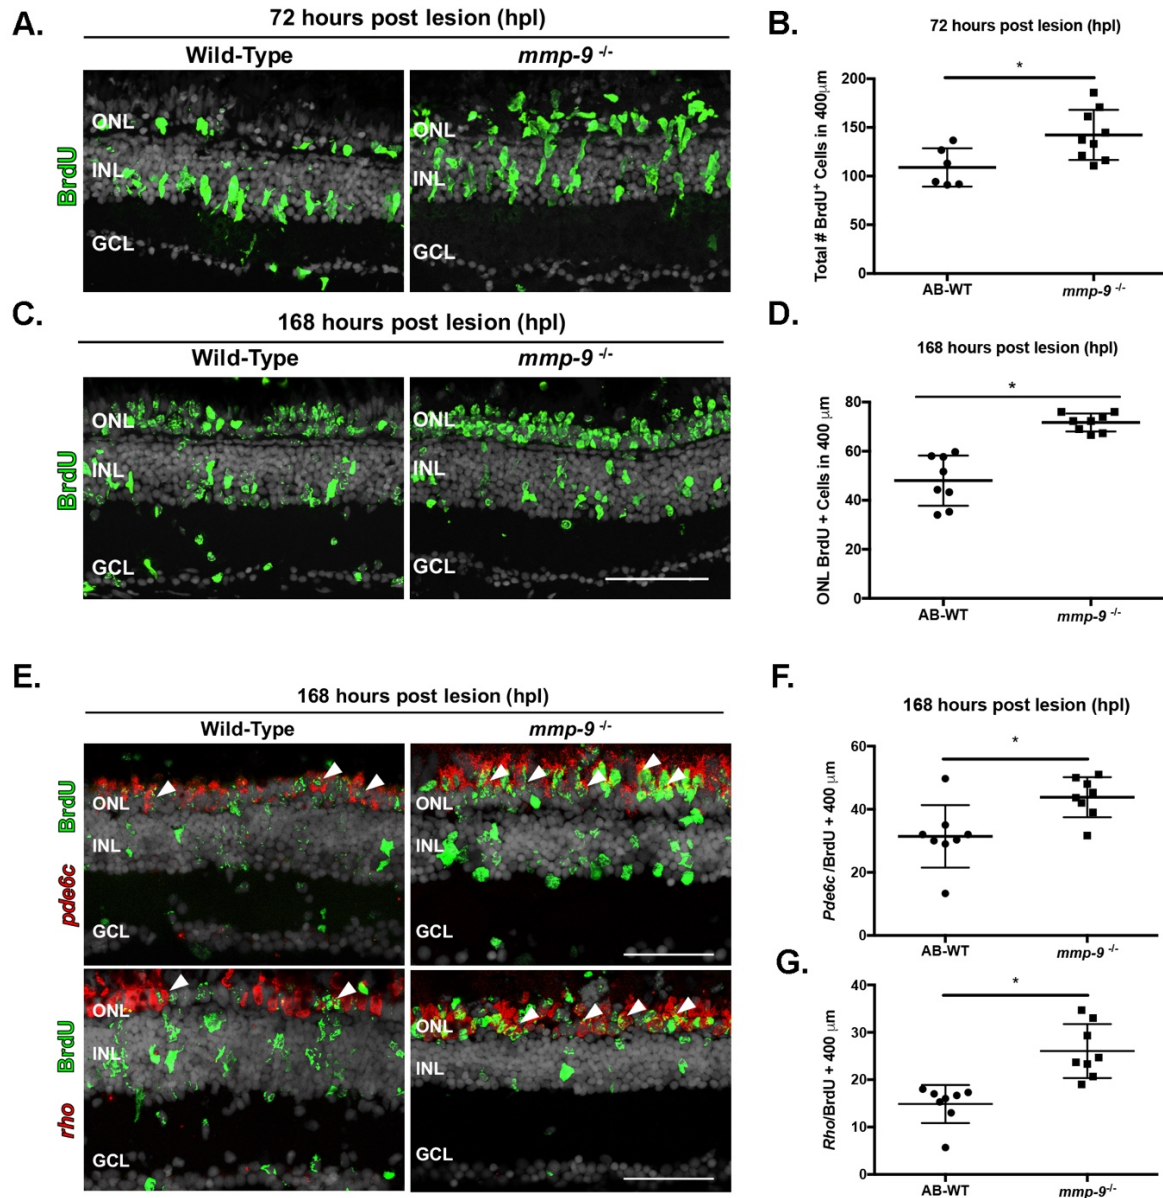 A.
72 hours post lesion (hpl)
Wild-Type
mmp-9 -/-
BrdU
ONL
INL
GCL
ONL
INL
GCL
B.
72 hours post lesion (hpl)
*
Total # BrdU+ Cells in 400μm
200
150
100
50
0
AB-WT
mmp-9 -/-
C.
168 hours post lesion (hpl)
Wild-Type
mmp-9 -/-
BrdU
ONL
INL
GCL
ONL
INL
GCL
D.
168 hours post lesion (hpl)
*
ONL BrdU + Cells in 400 μm
80
60
40
20
0
AB-WT
mmp-9 -/-
E.
168 hours post lesion (hpl)
Wild-Type
mmp-9 -/-
pde6c BrdU
ONL
INL
GCL
ONL
INL
GCL
rho BrdU
ONL
INL
GCL
ONL
INL
GCL
F.
168 hours post lesion (hpl)
*
Pde6c /BrdU + 400 μm
60
40
20
0
AB-WT
mmp-9 -/-
G.
*
Rho/BrdU + 400 μm
40
30
20
10
0
AB-WT
mmp-9-/-